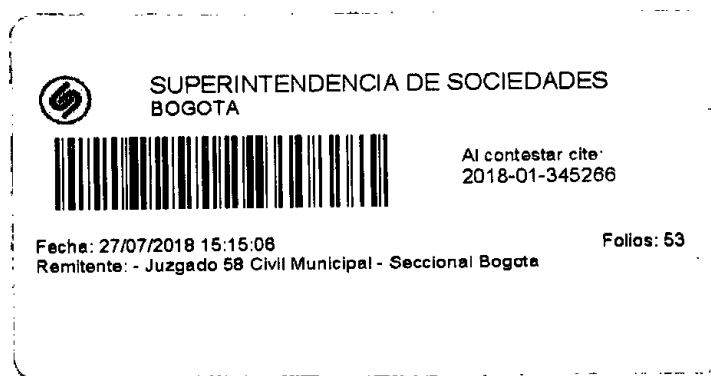 SUPERINTENDENCIA DE SOCIEDADES
BOGOTA
Al contestar cite:
2018-01-345266
Fecha: 27/07/2018 15:15:06
Folios: 53
Remitente: - Juzgado 58 Civil Municipal - Seccional Bogota